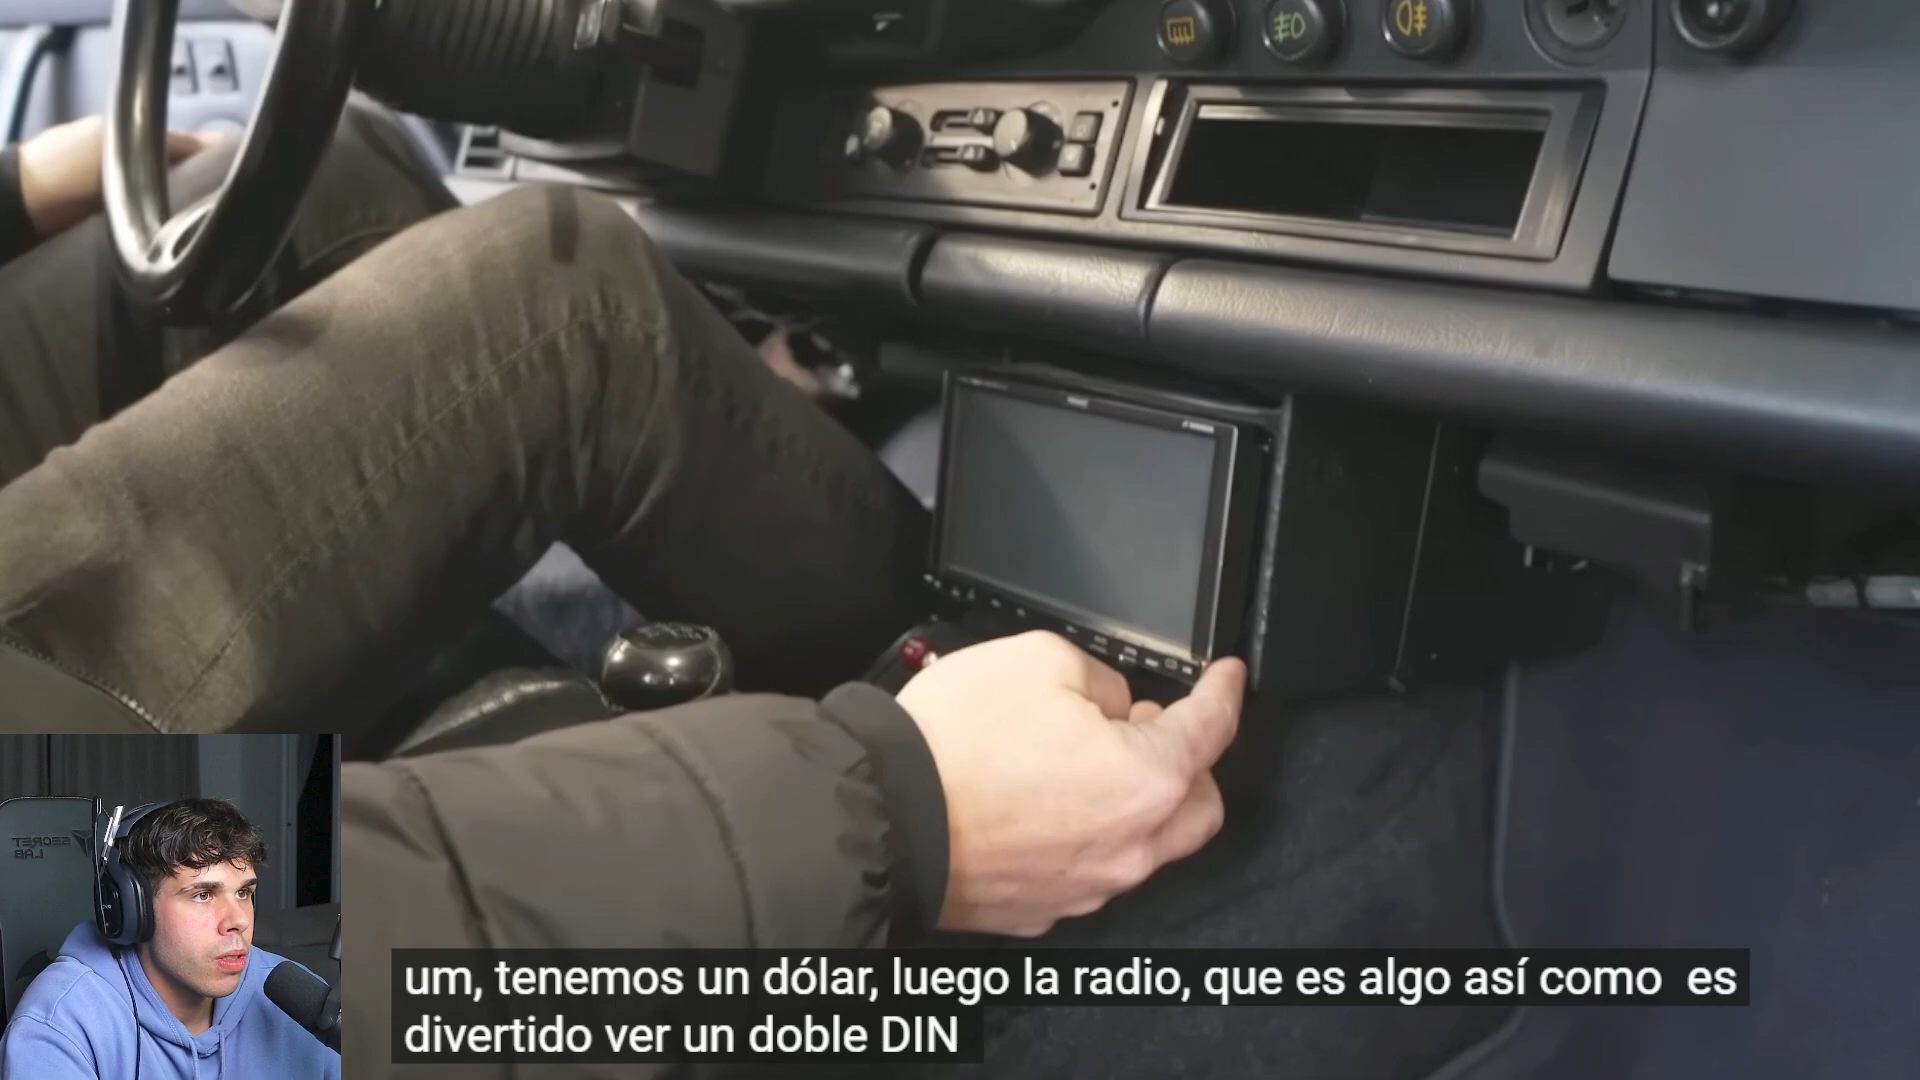 SECRET
LAB
um, tenemos un dólar, luego la radio, que es algo así como  es
divertido ver un doble DIN